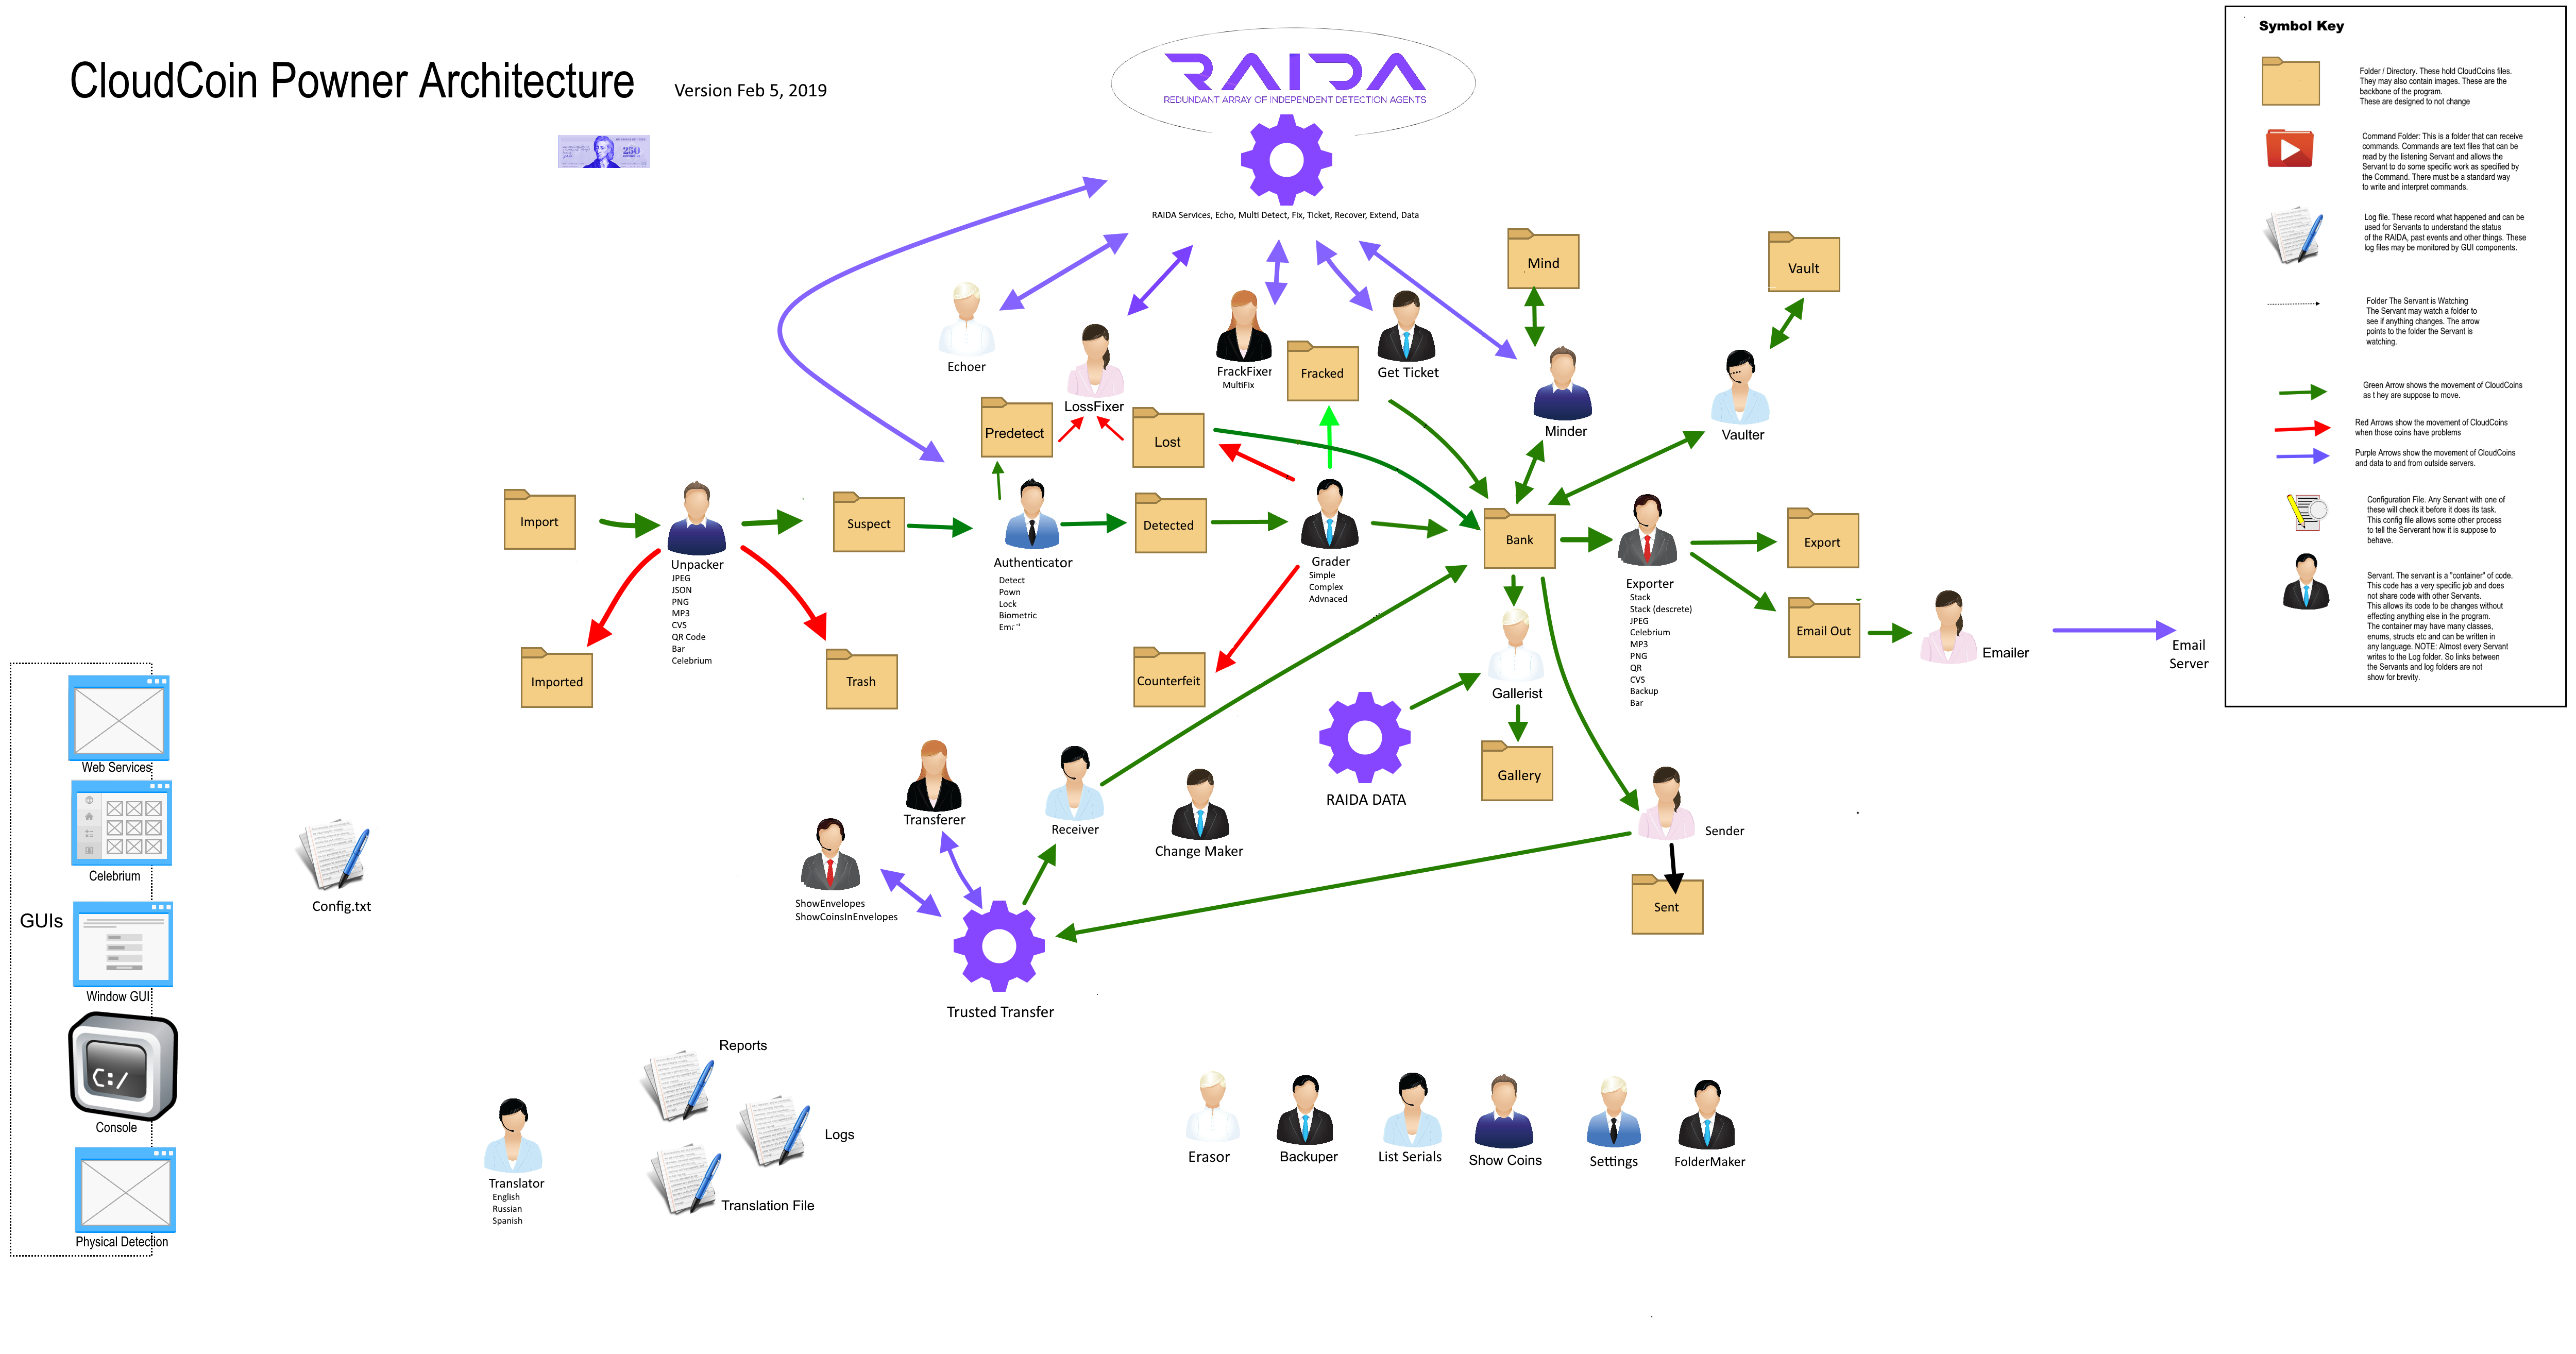 CloudCoin Powner Architecture
Version Feb 5, 2019
250
RAIDA
REDUNDANT ARRAY OF INDEPENDENT DETECTION AGENTS
RAIDA Services, Echo, Multi Detect, Fix, Ticket, Recover, Extend, Data
Mind
Vault
Echoer
LossFixer
FrackFixer
MultiFix
Fracked
Get Ticket
Minder
Vaulter
Predetect
Lost
Import
Unpacker
JPEG
JSON
PNG
MP3
CVS
QR Code
Bar
Celebrium
Suspect
Authenticator
Detect
Pown
Lock
Biometric
Detected
Grader
Simple
Complex
Advnaced
Bank
Exporter
Stack
Stack (descrete)
JPEG
Celebrium
MP3
PNG
QR
CVS
Backup
Bar
Export
Email Out
Emailer
Email
Server
Imported
Trash
Counterfeit
Gallerist
Gallery
RAIDA DATA
Transferer
Receiver
Change Maker
Sender
Sent
ShowEnvelopes
ShowCoinsInEnvelopes
Trusted Transfer
GUIs
Web Services
Celebrium
Window GUI
C:/
Console
Physical Detection
Config.txt
Reports
Logs
Translation File
Translator
English
Russian
Spanish
Erasor
Backuper
List Serials
Show Coins
Settings
FolderMaker
Symbol Key
Folder / Directory. These hold CloudCoins files.
They may also contain images. These are the
backbone of the program.
These are designed to not change
Command Folder: This is a folder that can receive
commands. Commands are text files that can be
read by the listening Servant and allows the
Servant to do some specific work as specified by
the Command. There must be a standard way
to write and interpret commands.
Log file. These record what happened and can be
used for Servants to understand the status
of the RAIDA, past events and other things. These
log files may be monitored by GUI components.
Folder The Servant is Watching
The Servant may watch a folder to
see if anything changes. The arrow
points to the folder the Servant is
watching.
Green Arrow shows the movement of CloudCoins
as t hey are suppose to move.
Red Arrows show the movement of CloudCoins
when those coins have problems
Purple Arrows show the movement of CloudCoins
and data to and from outside servers.
Configuration File. Any Servant with one of
these will check it before it does its task.
This config file allows some other process
to tell the Serverant how it is suppose to
behave.
Servant. The servant is a "container" of code.
This code has a very specific job and does
not share code with other Servants.
This allows its code to be changes without
effecting anything else in the program.
The container may have many classes,
enums, structs etc and can be written in
any language. NOTE: Almost every Servant
writes to the Log folder. So links between
the Servants and log folders are not
show for brevity.